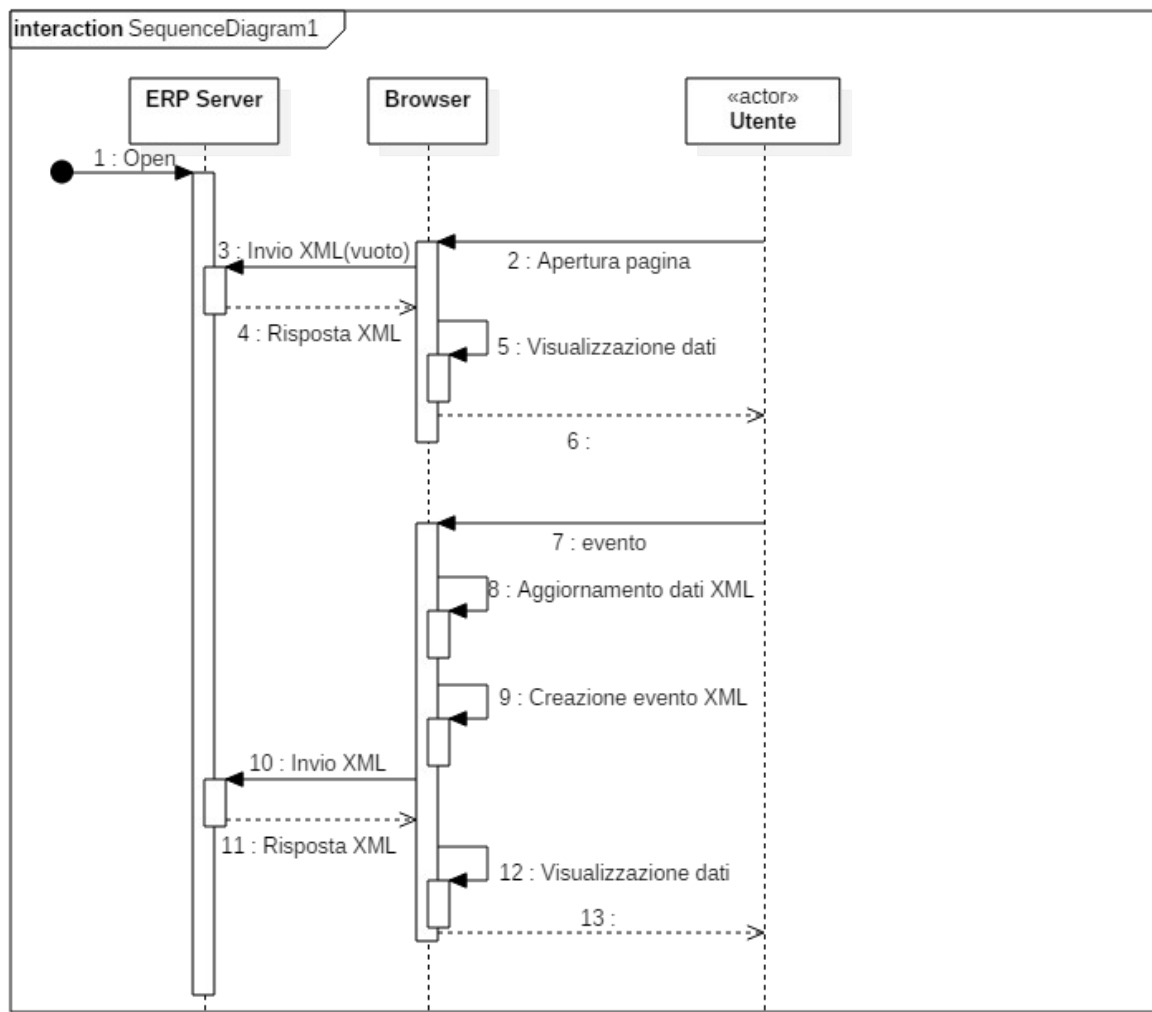 interaction SequenceDiagram1
ERP Server
Browser
«actor»
Utente
1 : Open
3 : Invio XML(vuoto)
2 : Apertura pagina
4 : Risposta XML
5 : Visualizzazione dati
6 :
7 : evento
8 : Aggiornamento dati XML
9 : Creazione evento XML
10 : Invio XML
11 : Risposta XML
12 : Visualizzazione dati
13 :